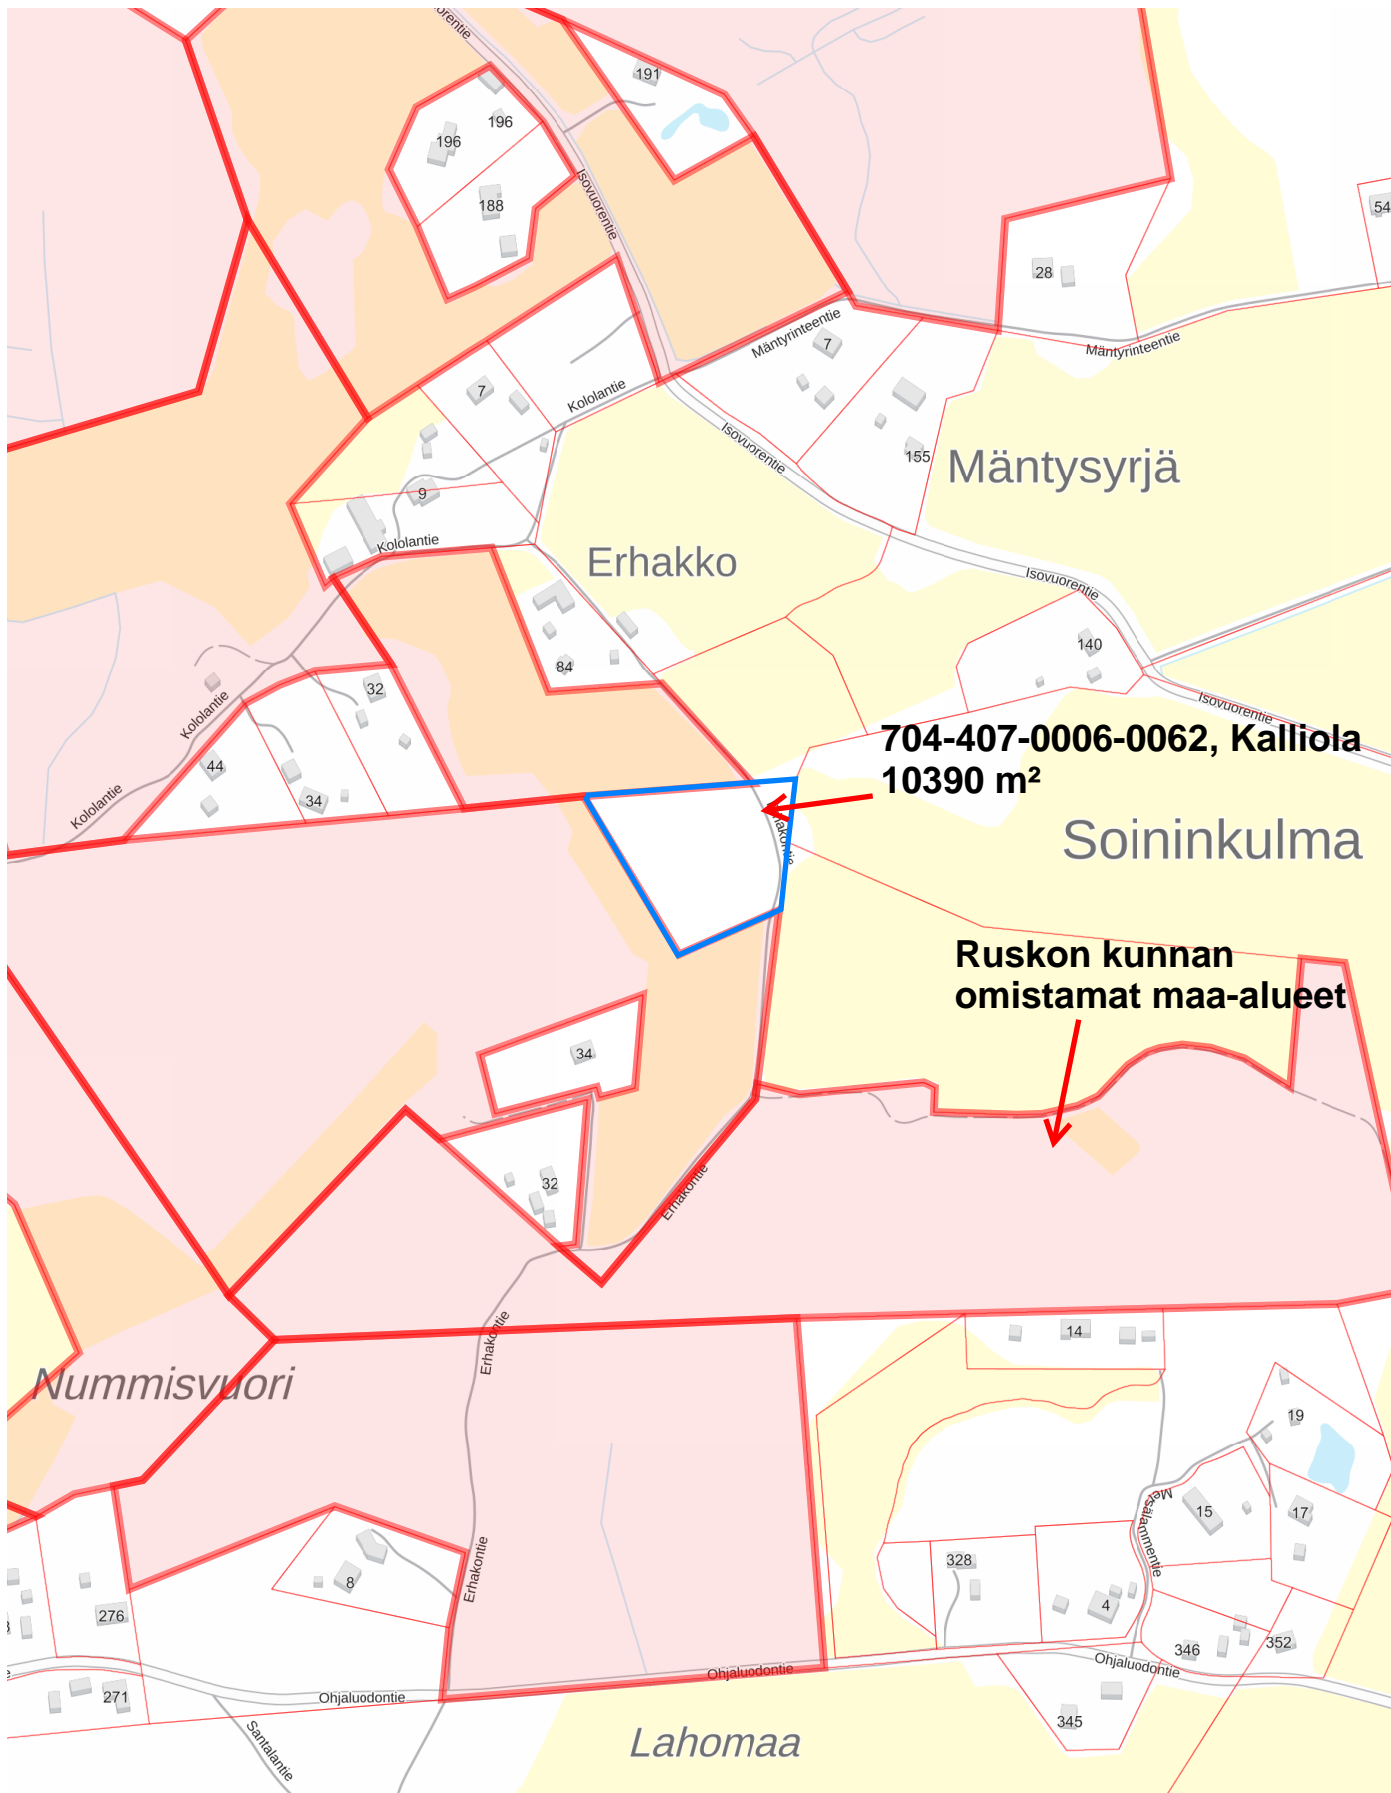 Isovuorentie
191
196
196
188
Isovuorentie
54
28
Mäntyrinteentie
7
Mäntyrinteentie
7
Kololantie
Isovuorentie
155
Mäntysyrjä
9
Kololantie
Erhakko
Isovuorentie
140
84
32
Kololantie
Isovuorentie
44
34
Kololantie
704-407-0006-0062, Kalliola
10390 m²
Soininkulma
Ruskon kunnan
omistamat maa-alueet
34
32
Erhakontie
Erhakontie
14
Nummisvuori
19
15
17
Metsälammentie
328
8
Erhakontie
4
276
346
352
Ohjaluodontie
Ohjaluodontie
271
Ohjaluodontie
345
Santalantie
Lahomaa